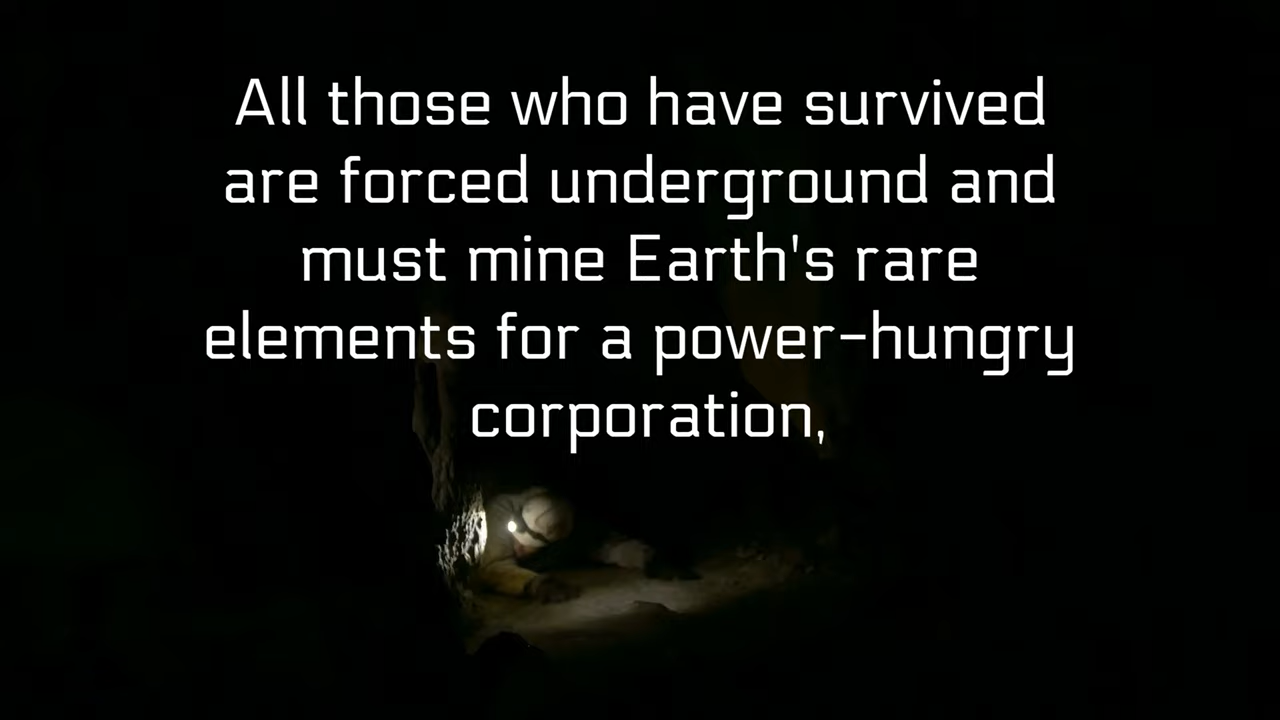 All those who have survived
are forced underground and
must mine Earth's rare
elements for a power-hungry
corporation,